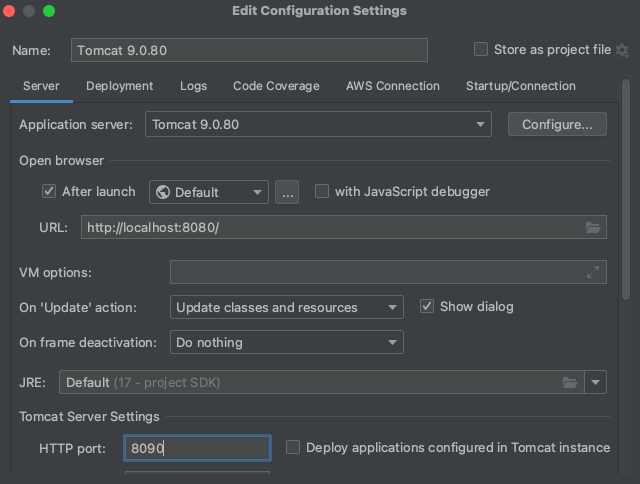 Edit Configuration Settings
Name: Tomcat 9.0.80 Store as project file
Server Deployment Logs Code Coverage AWS Connection Startup/Connection
Application server: Tomcat 9.0.80 Configure...
Open browser
After launch Default ... with JavaScript debugger
URL: http://localhost:8080/
VM options:
On 'Update' action: Update classes and resources Show dialog
On frame deactivation: Do nothing
JRE: Default (17 - project SDK)
Tomcat Server Settings
HTTP port: 8090 Deploy applications configured in Tomcat instance